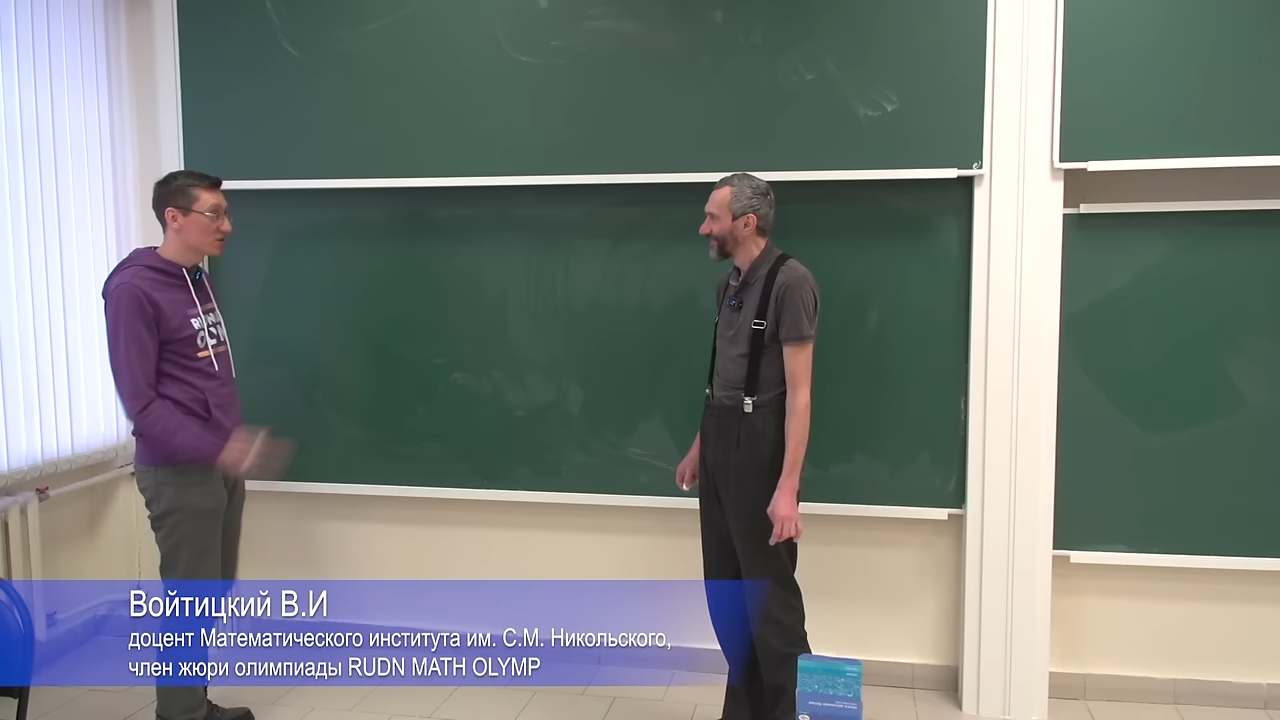 Войтицкий В.И
доцент Математического института им. С.М. Никольского,
член жюри олимпиады RUDN MATH OLYMP